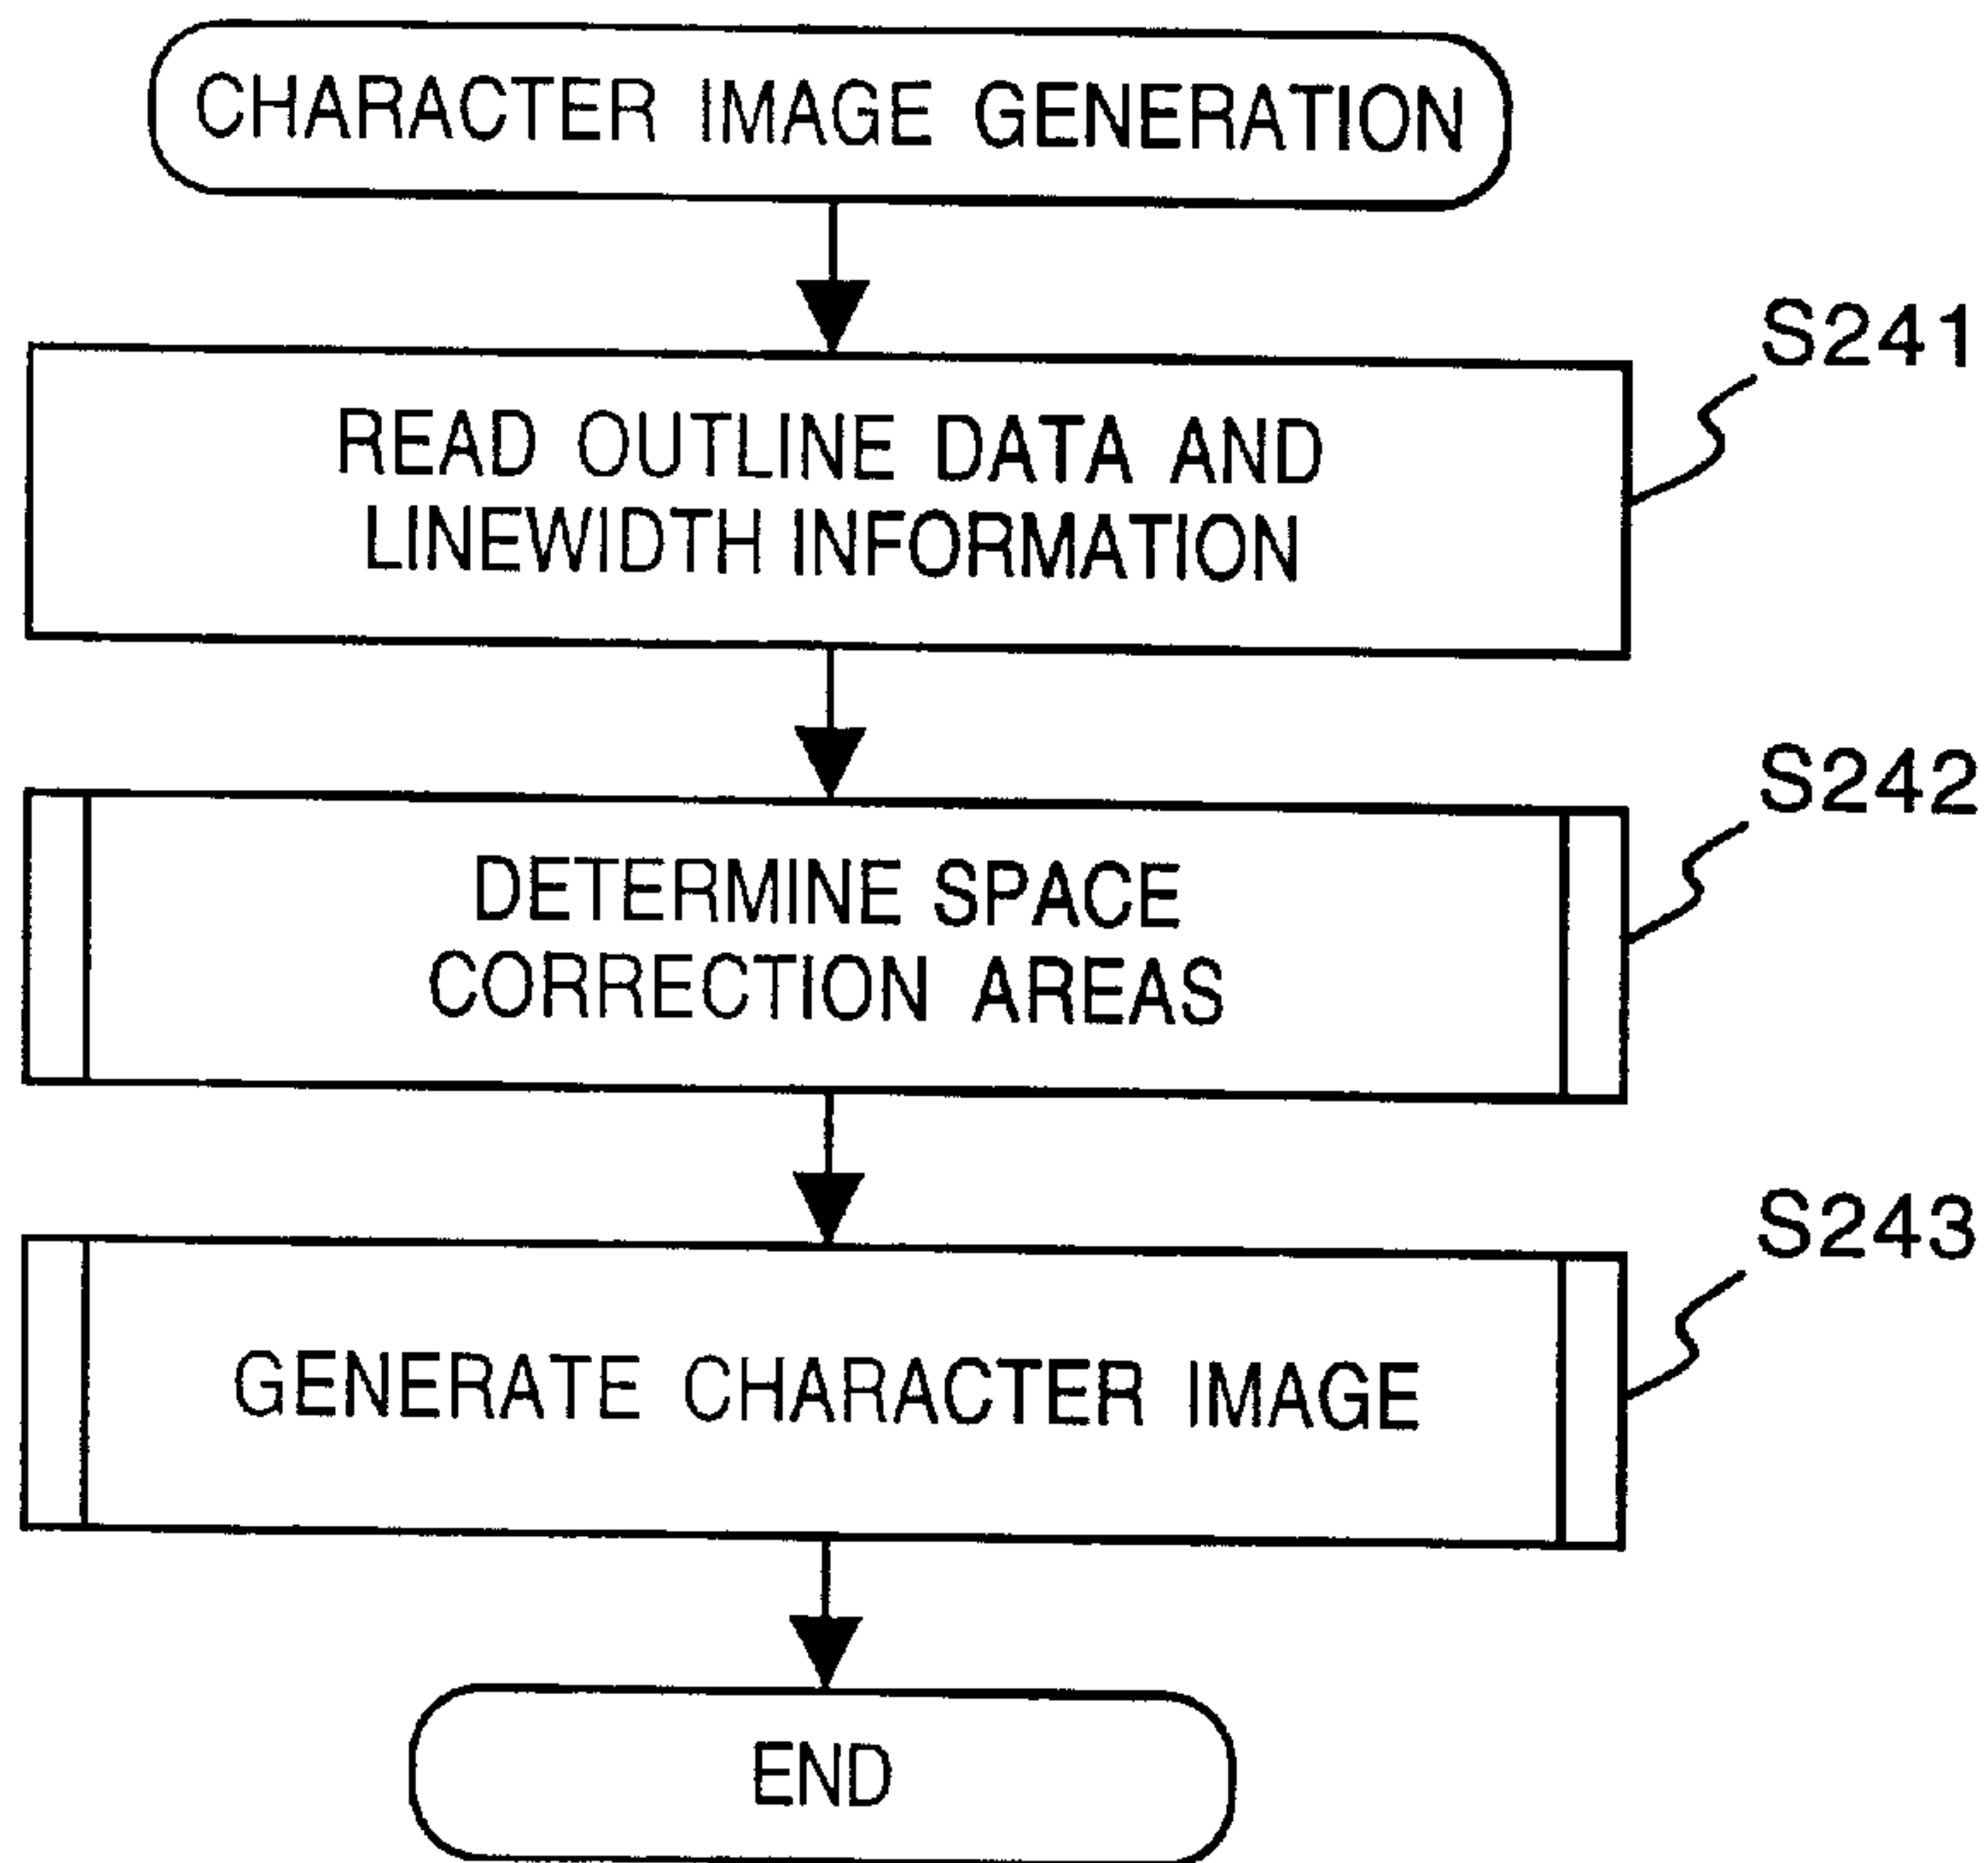 CHARACTER IMAGE GENERATION
S241
READ OUTLINE DATA AND
LINEWIDTH INFORMATION
S242
DETERMINE SPACE
CORRECTION AREAS
S243
GENERATE CHARACTER IMAGE
END